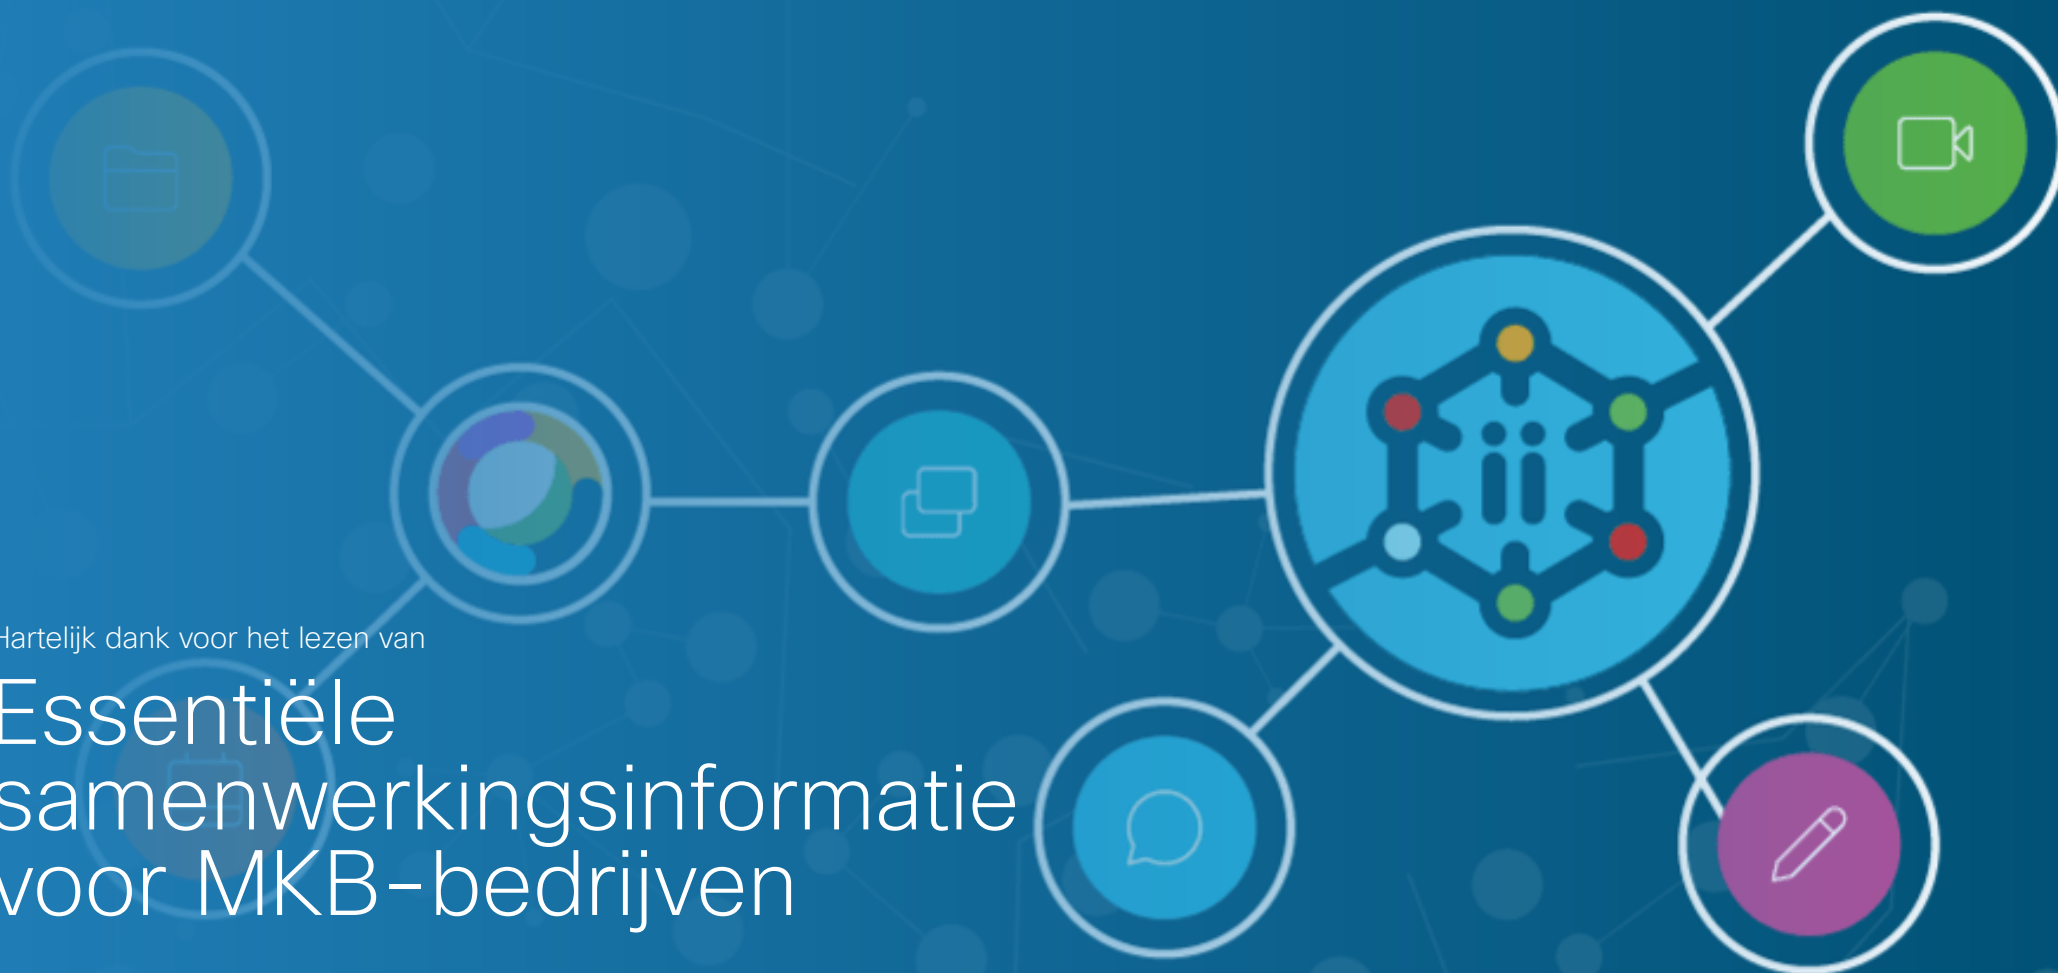 Hartelijk dank voor het lezen van
Essentiële
samenwerkingsinformatie
voor MKB-bedrijven